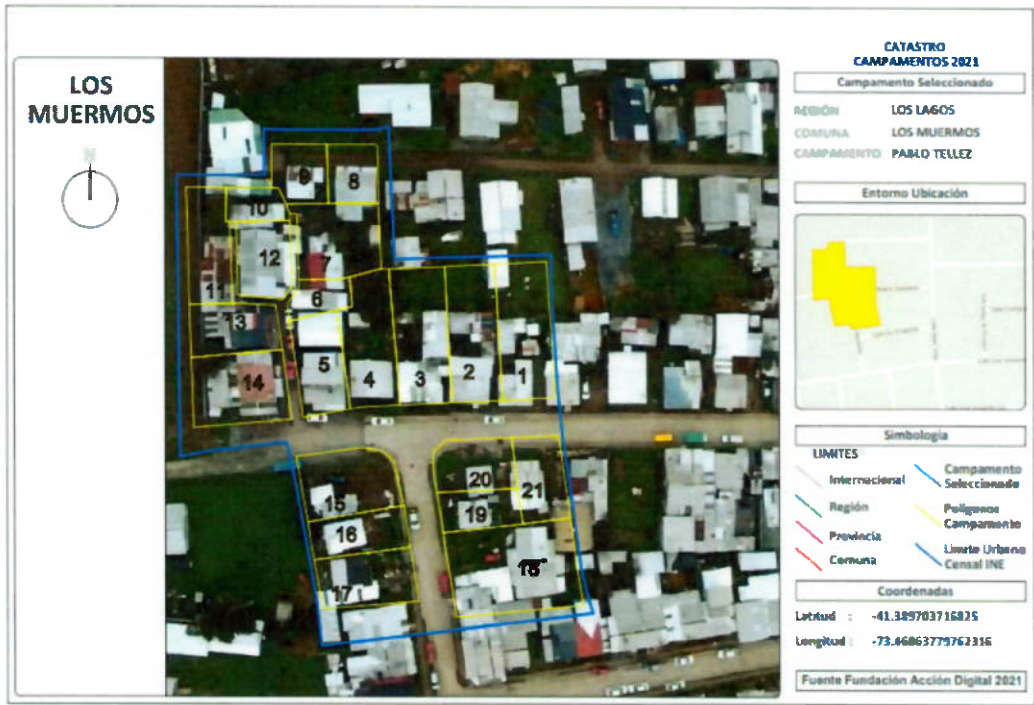 LOS
MUERMOS
N
CATASTRO
CAMPAMENTOS 2021
Campamento Seleccionado
REGIÓN LOS LAGOS
COMUNA LOS MUERMOS
CAMPAMENTO PABLO TELLEZ
Entorno Ubicación
Simbología
LIMITES
Internacional
Región
Provincia
Comuna
Campamento
Seleccionado
Polígonos
Campamento
Limite Urbano
Censal INE
Coordenadas
Latitud : -41.389703716825
Longitud : -73.46863779762316
Fuente Fundación Acción Digital 2021
9
8
10
12
7
11
6
13
5
14
4
3
2
1
15
20
21
16
19
17
18